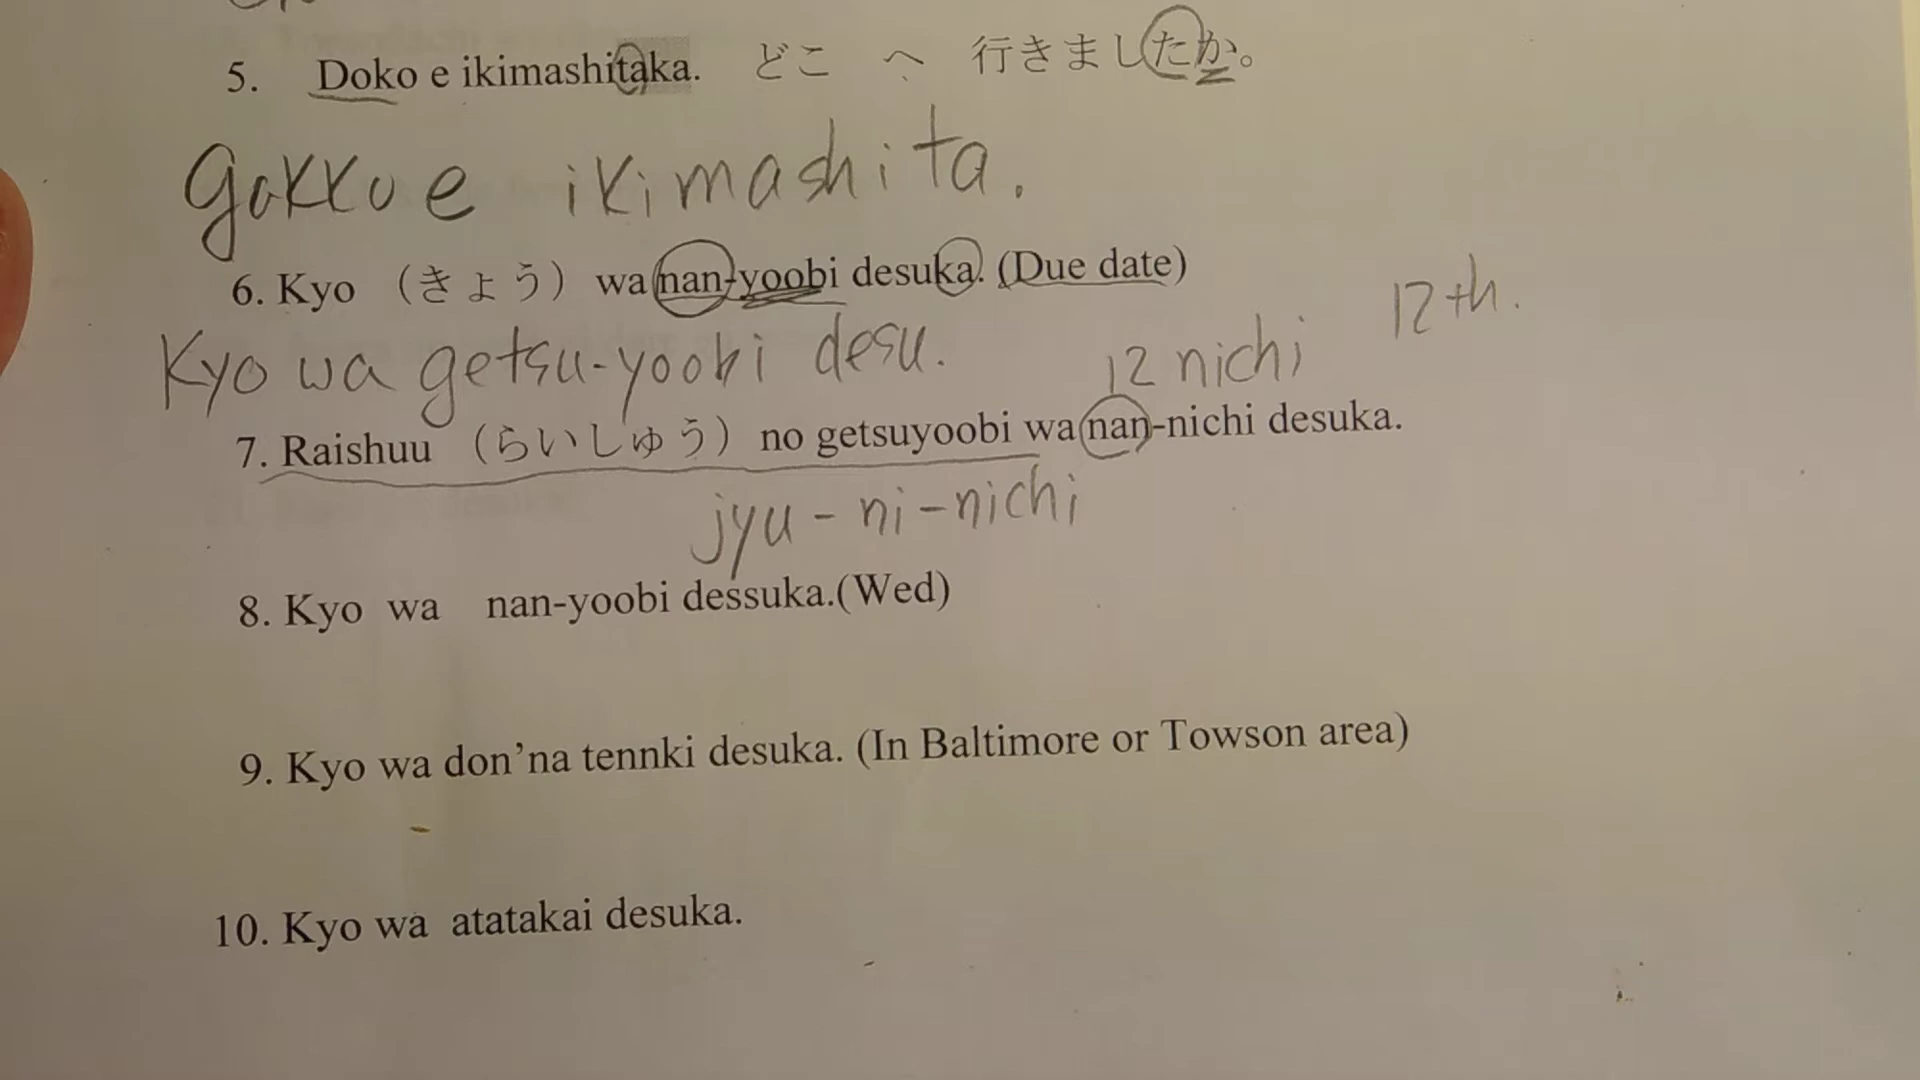 5. Doko e ikimashitaka. どこ へ 行きましたか。
gakko e ikimashita.
6. Kyo （きょう） wa nan-yoobi desuka. (Due date)
12th.
Kyo wa getsu-yoobi desu.
12 nichi
7. Raishuu （らいしゅう） no getsuyoobi wa nan-nichi desuka.
jyu-ni-nichi
8. Kyo wa nan-yoobi dessuka.(Wed)
9. Kyo wa don’na tennki desuka. (In Baltimore or Towson area)
10. Kyo wa atatakai desuka.